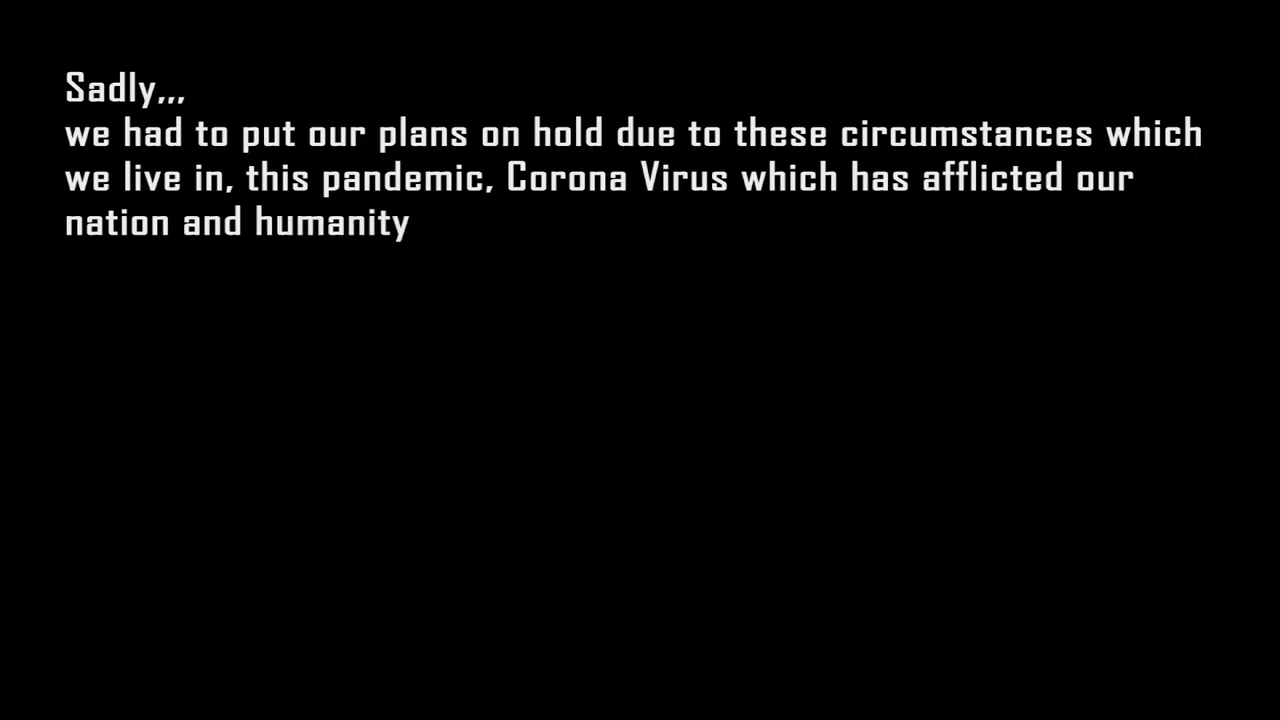 Sadly,,,
we had to put our plans on hold due to these circumstances which
we live in, this pandemic, Corona Virus which has afflicted our
nation and humanity